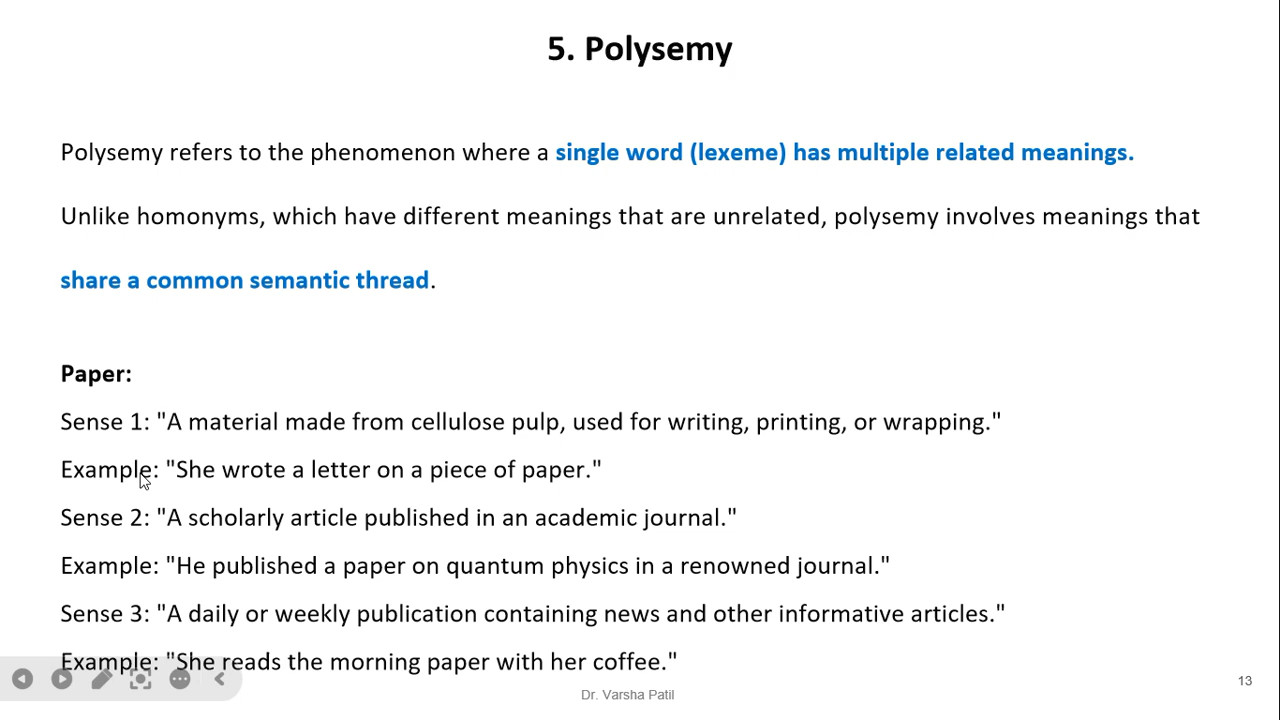 5. Polysemy
Polysemy refers to the phenomenon where a single word (lexeme) has multiple related meanings.
Unlike homonyms, which have different meanings that are unrelated, polysemy involves meanings that
share a common semantic thread.
Paper:
Sense 1: "A material made from cellulose pulp, used for writing, printing, or wrapping."
Example: "She wrote a letter on a piece of paper."
Sense 2: "A scholarly article published in an academic journal."
Example: "He published a paper on quantum physics in a renowned journal."
Sense 3: "A daily or weekly publication containing news and other informative articles."
Example: "She reads the morning paper with her coffee."
13
Dr. Varsha Patil